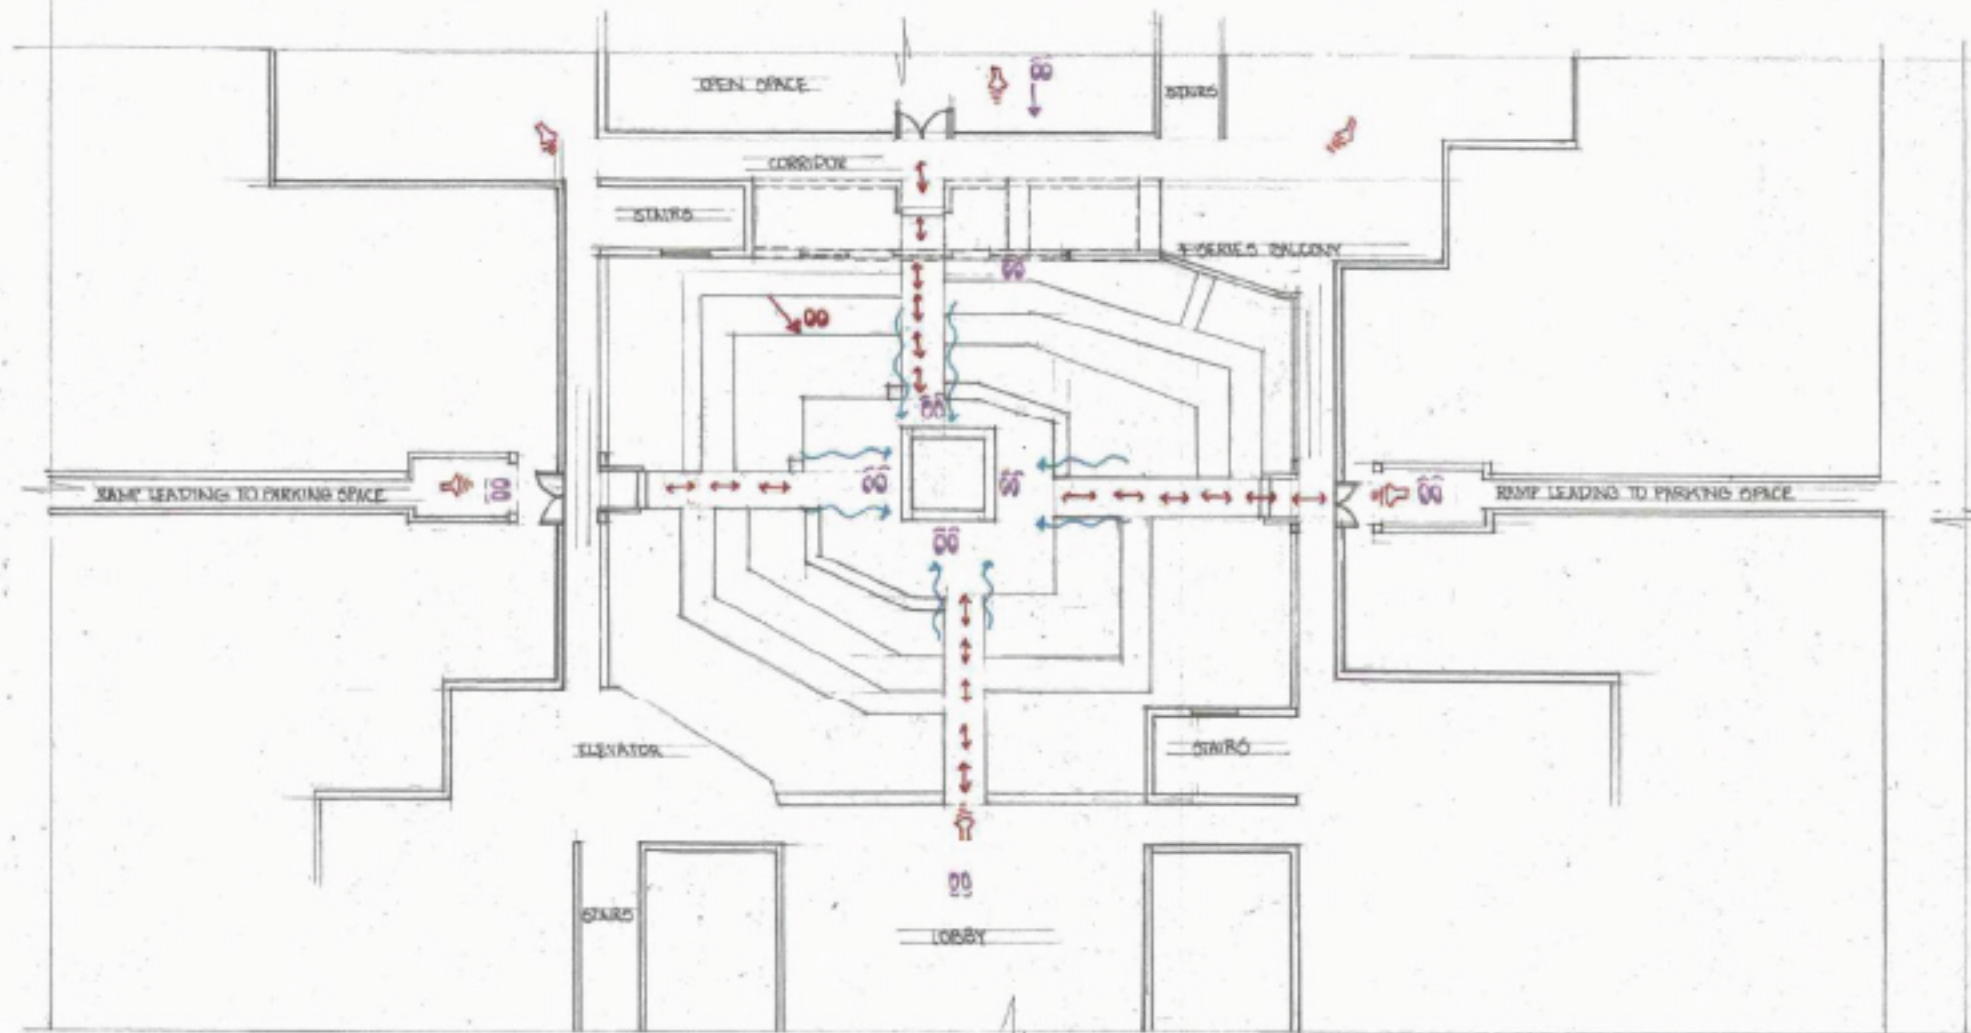 OPEN SPACE
STAIRS
CORRIDOR
STAIRS
RAMP LEADING TO PARKING SPACE
RAMP LEADING TO PARKING SPACE
ELEVATOR
STAIRS
STAIRS
LOBBY
SERIES BALCONY